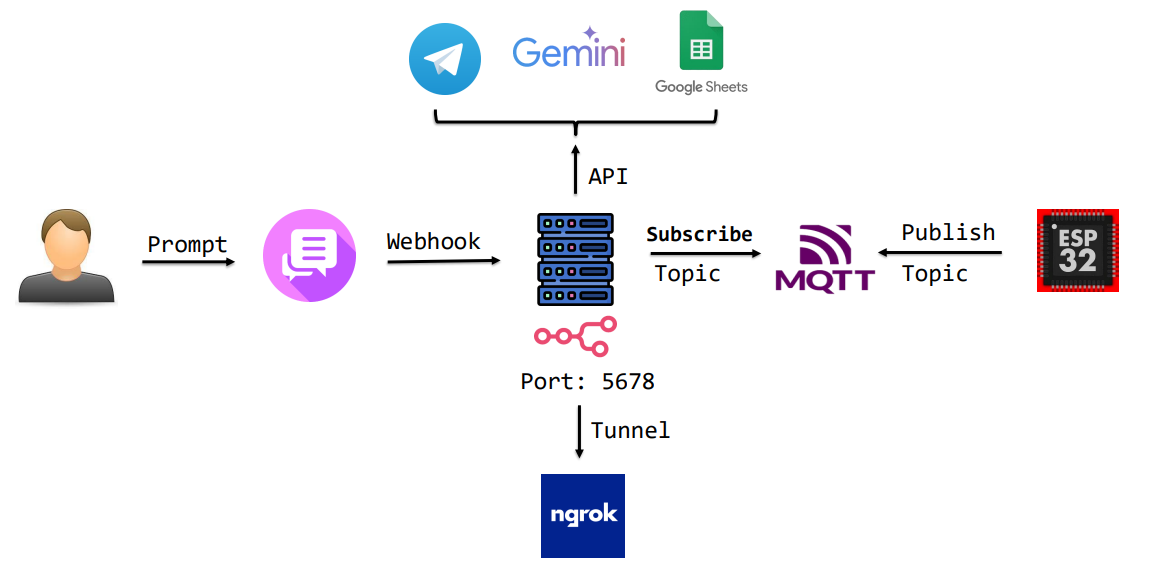 Gemini
Google Sheets
API
Prompt
Webhook
Subscribe
Topic
MQTT
Publish
Topic
ESP
32
Port: 5678
Tunnel
ngrok